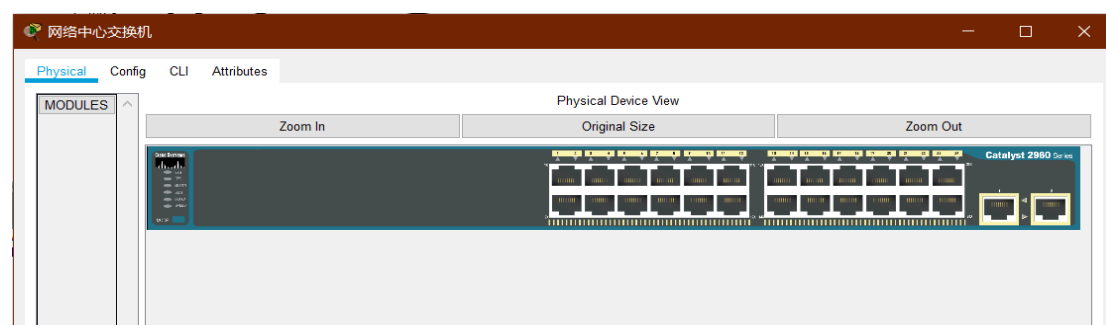 网络中心交换机
Physical Config CLI Attributes
MODULES
Physical Device View
Zoom In Original Size Zoom Out
Catalyst 2960 Series